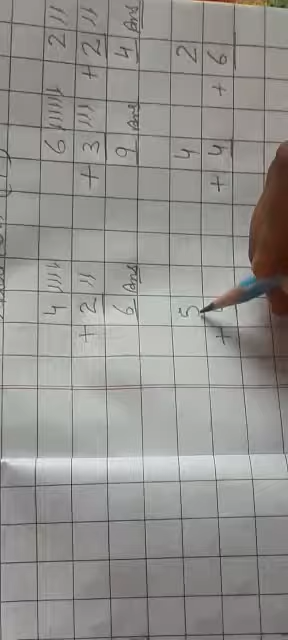 4 //// 6 ////// 2 //
+ 2 // + 3 /// + 2 //
6 Ans 9 Ans 4 Ans
5 4 2
+ + 4 + 6